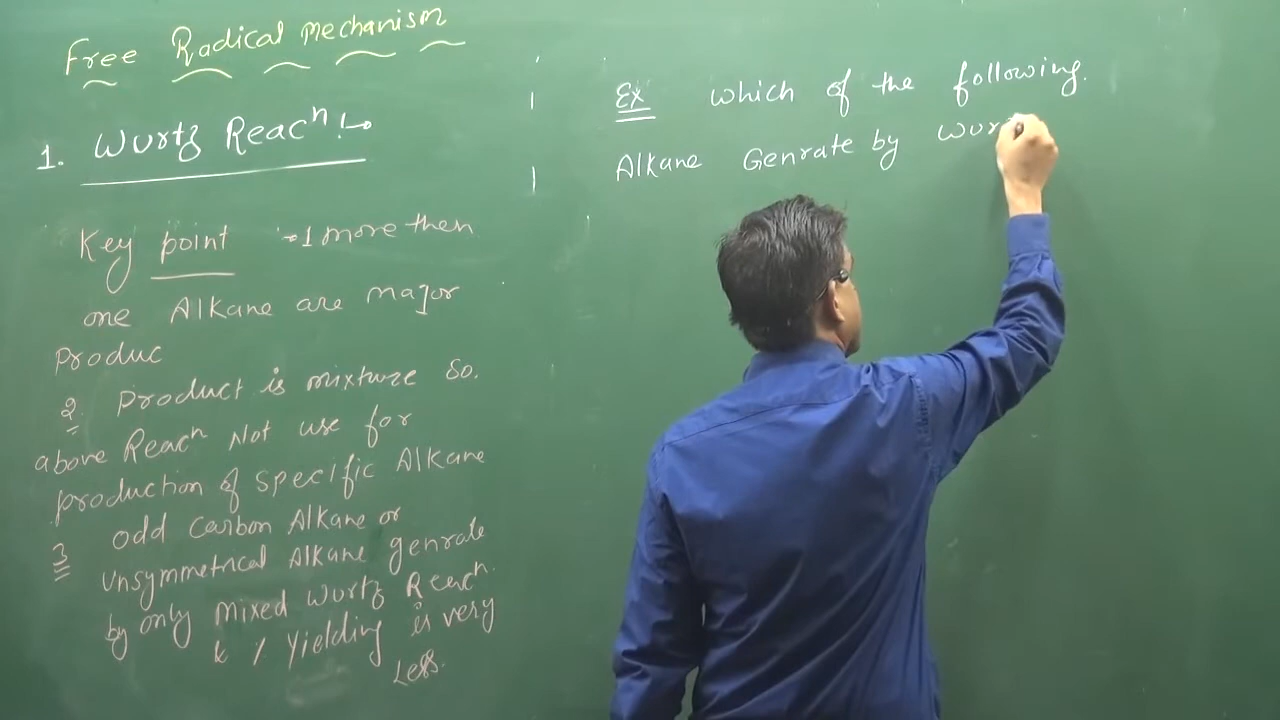 Free Radical mechanism
1. Wurtz Reacⁿ :↳
Key point →1 more then
one Alkane are major
Produc
2. Product is mixture so.
above Reacⁿ Not use for
production of specific Alkane
3 odd carbon Alkane or
unsymmetrical Alkane genrate
by only mixed wurtz Reacⁿ.
& % Yielding is very
Less.
Ex which of the following.
Alkane Genrate by wur